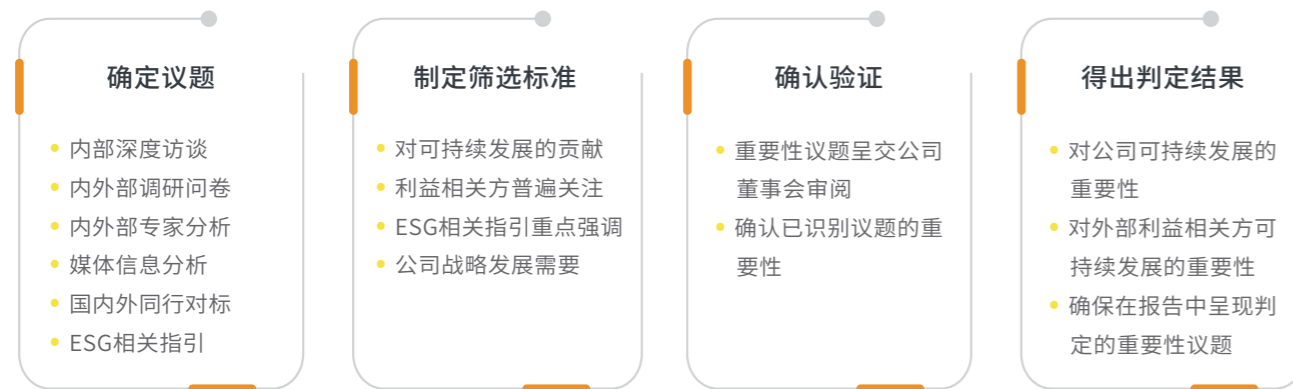 确定议题
内部深度访谈
内外部调研问卷
内外部专家分析
媒体信息分析
国内外同行对标
ESG相关指引
制定筛选标准
对可持续发展的贡献
利益相关方普遍关注
ESG相关指引重点强调
公司战略发展需要
确认验证
重要性议题呈交公司
董事会审阅
确认已识别议题的重
要性
得出判定结果
对公司可持续发展的
重要性
对外部利益相关方可
持续发展的重要性
确保在报告中呈现判
定的重要性议题